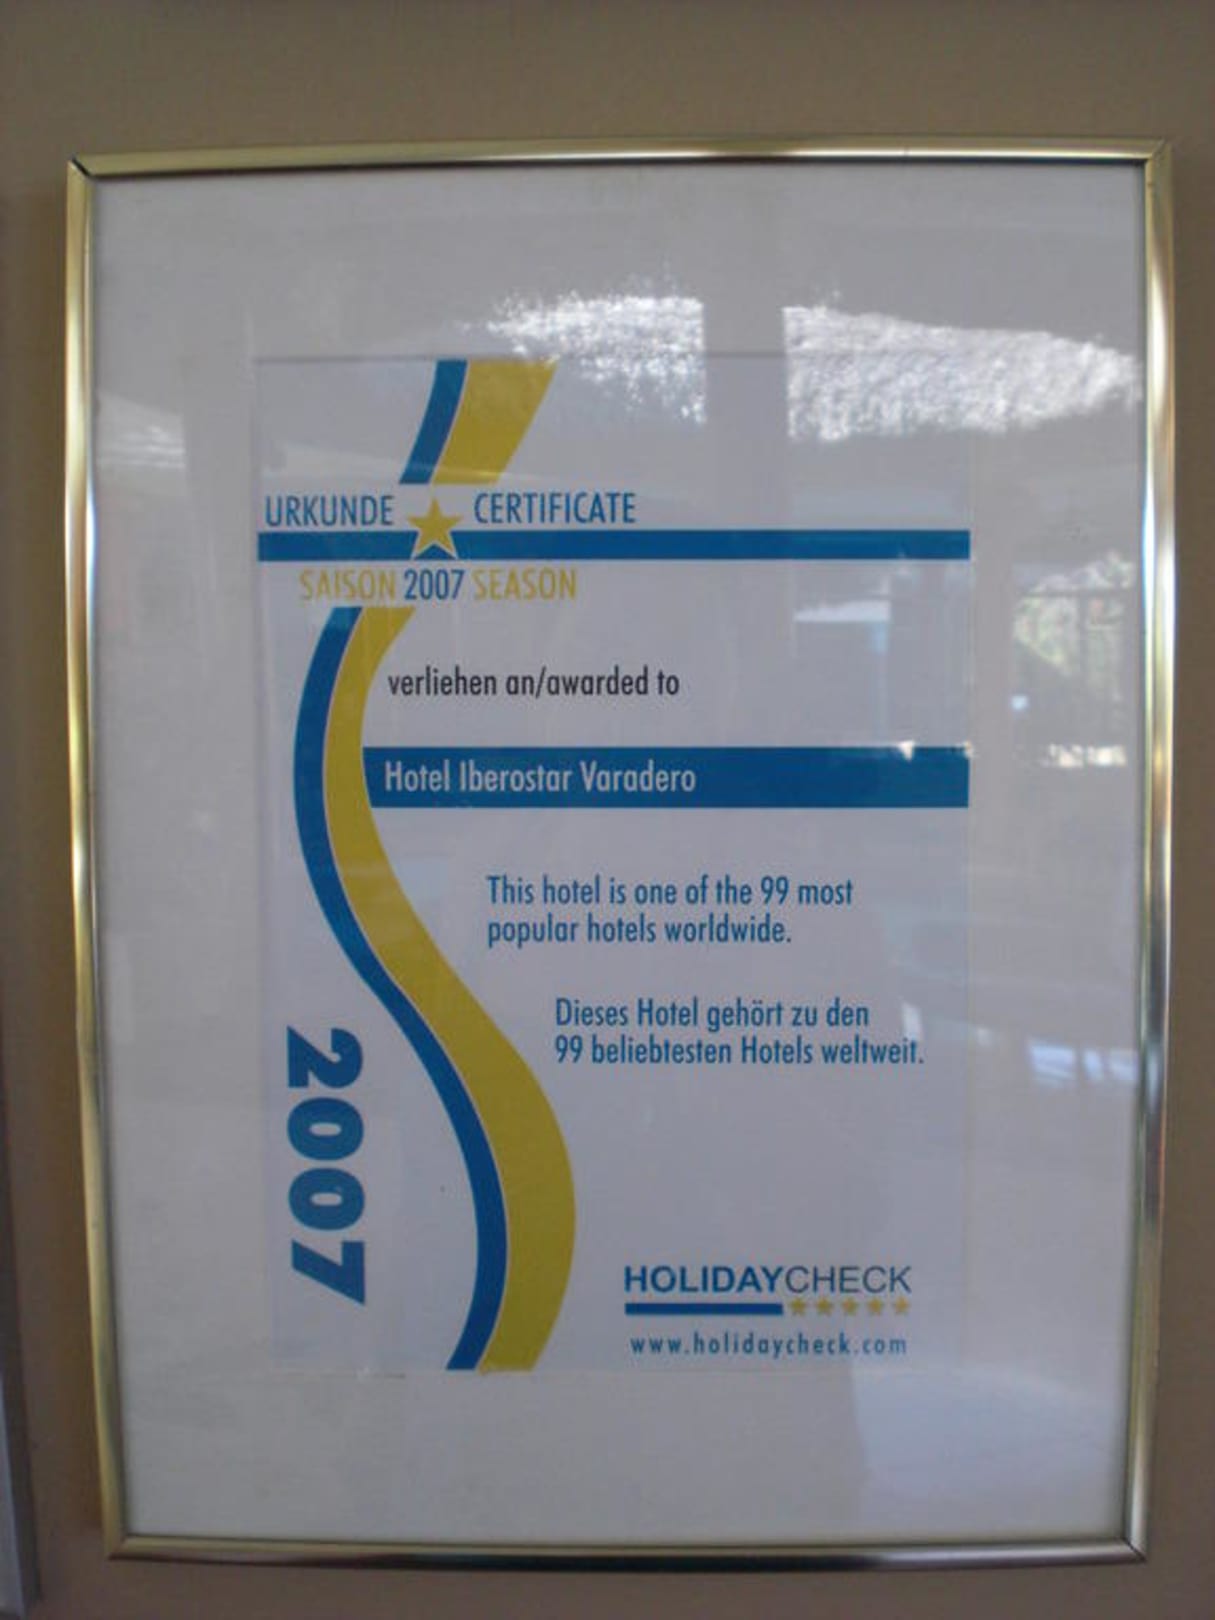 URKUNDE CERTIFICATE
SAISON 2007 SEASON
verliehen an/awarded to
Hotel Iberostar Varadero
This hotel is one of the 99 most
popular hotels worldwide.
Dieses Hotel gehört zu den
99 beliebtesten Hotels weltweit.
2007
HOLIDAYCHECK
www.holidaycheck.com